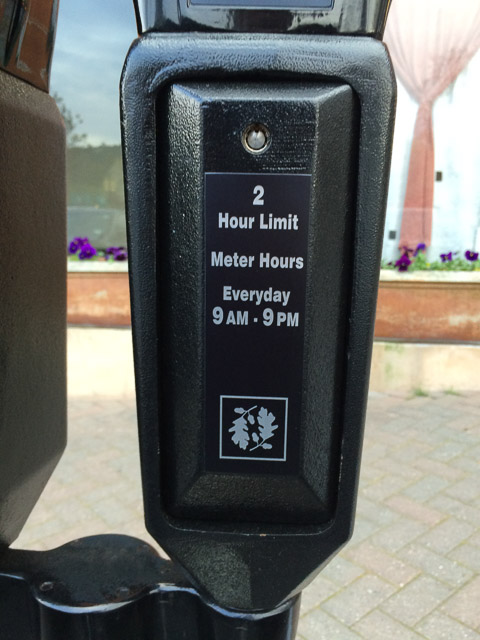 2
Hour Limit
Meter Hours
Everyday
9 AM - 9 PM